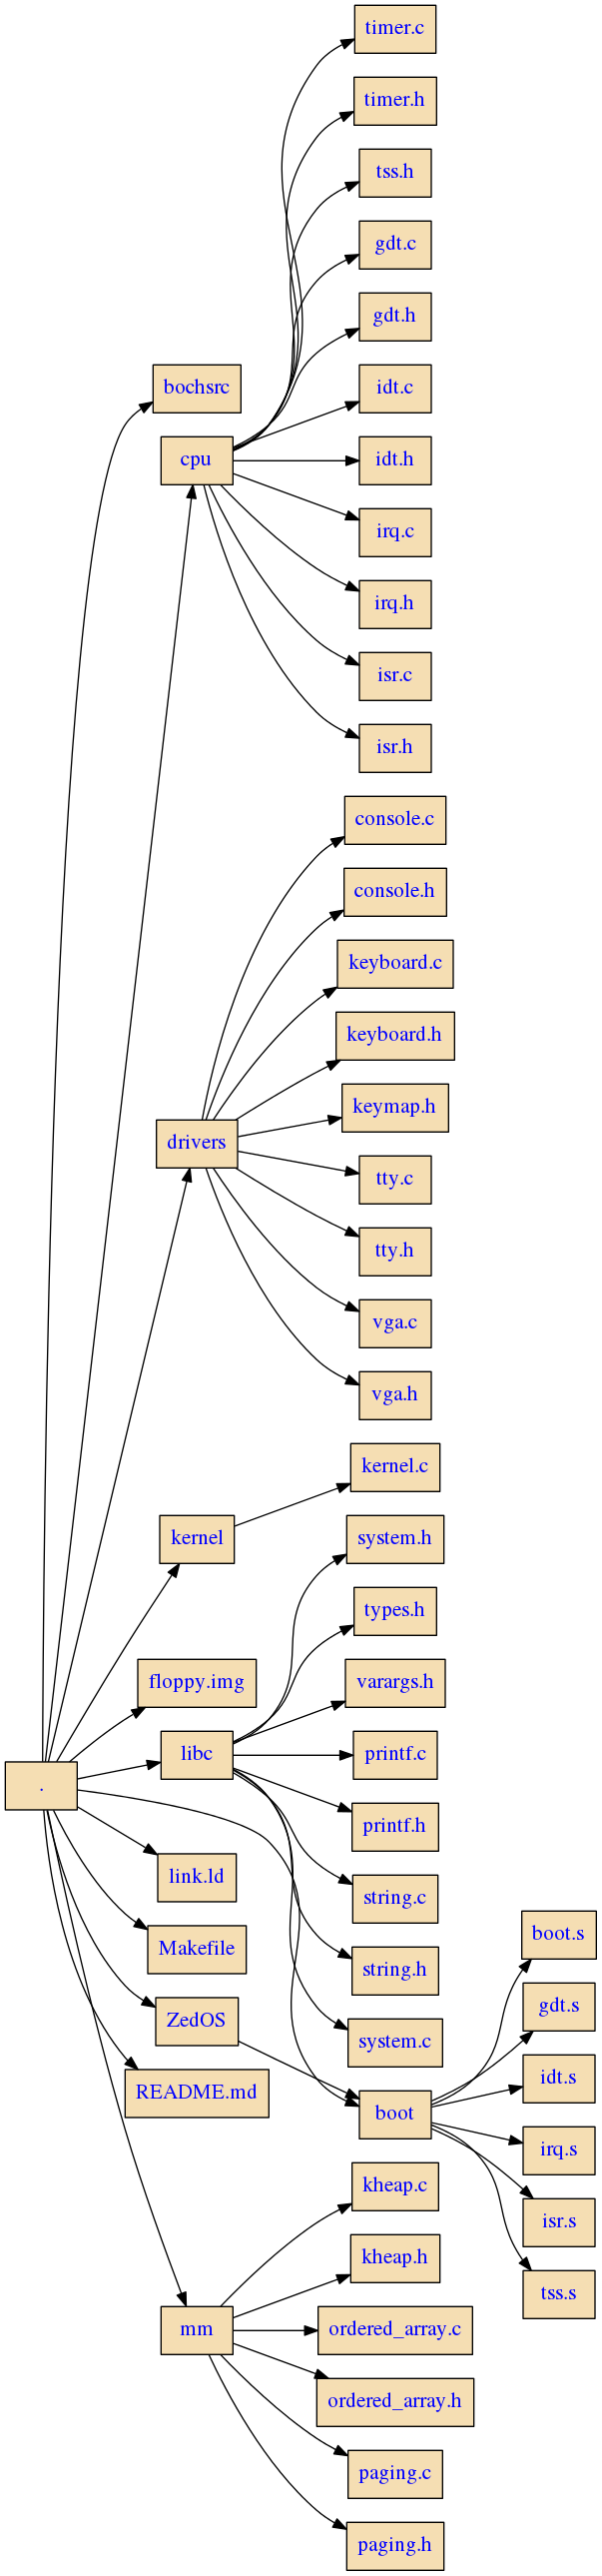 timer.c
timer.h
tss.h
gdt.c
gdt.h
bochsrc
idt.c
cpu
idt.h
irq.c
irq.h
isr.c
isr.h
console.c
console.h
keyboard.c
keyboard.h
keymap.h
drivers
tty.c
tty.h
vga.c
vga.h
kernel.c
kernel
system.h
types.h
floppy.img
varargs.h
libc
printf.c
.
printf.h
link.ld
string.c
boot.s
Makefile
string.h
gdt.s
ZedOS
system.c
idt.s
README.md
boot
irq.s
kheap.c
isr.s
kheap.h
tss.s
mm
ordered_array.c
ordered_array.h
paging.c
paging.h